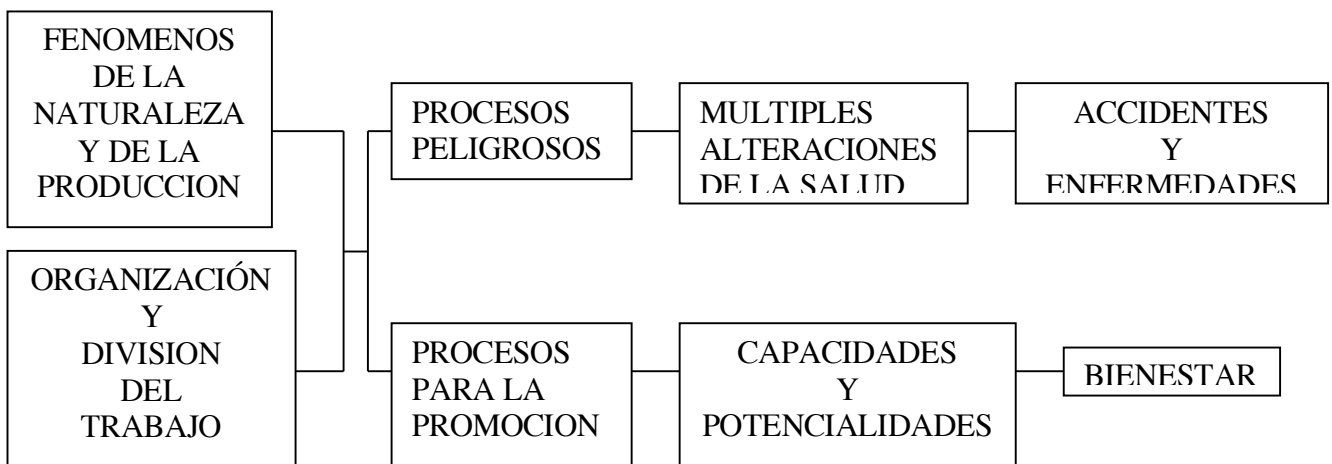 FENOMENOS
DE LA
NATURALEZA
Y DE LA
PRODUCCION
PROCESOS
PELIGROSOS
MULTIPLES
ALTERACIONES
DE LA SALUD
ACCIDENTES
Y
ENFERMEDADES
ORGANIZACIÓN
Y
DIVISION
DEL
TRABAJO
PROCESOS
PARA LA
PROMOCION
CAPACIDADES
Y
POTENCIALIDADES
BIENESTAR